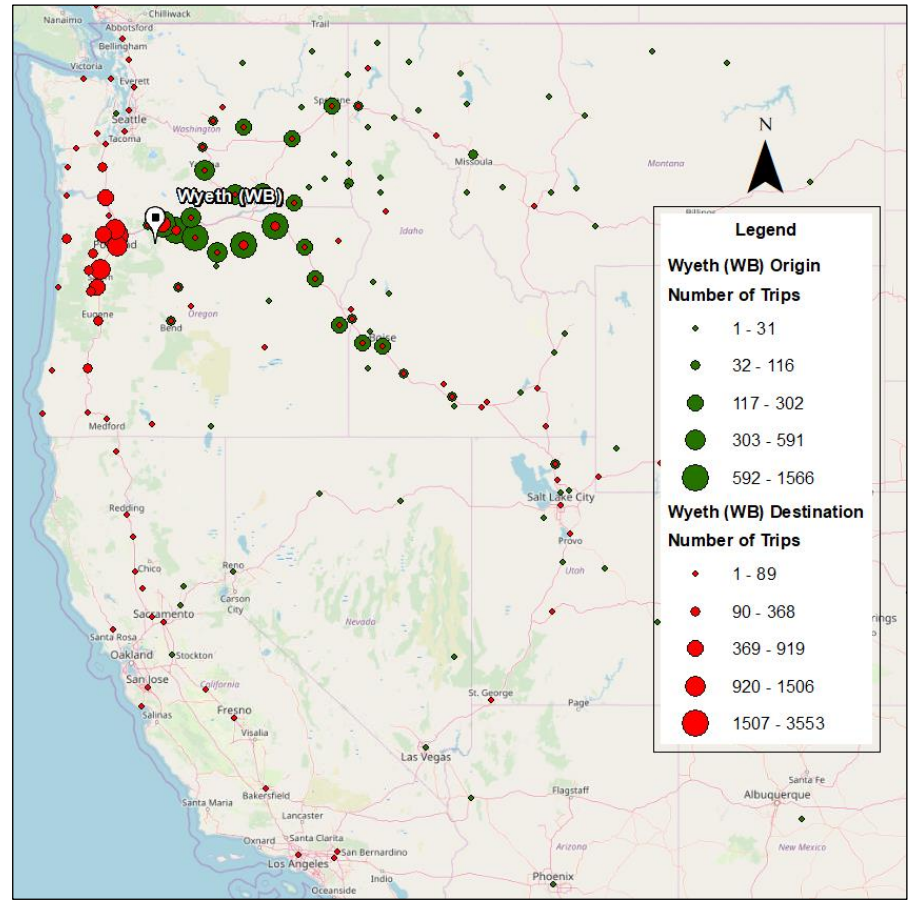 Nanaimo
Chilliwack
Abbotsford
Trail
Bellingham
Victoria
Everett
Seattle
Washington
Tacoma
Missoula
Montana
N
Wyeth (WB)
Idaho
Legend
Wyeth (WB) Origin
Number of Trips
1 - 31
32 - 116
117 - 302
303 - 591
592 - 1566
Wyeth (WB) Destination
Number of Trips
1 - 89
90 - 368
369 - 919
920 - 1506
1507 - 3553
Eugene
Oregon
Bend
Boise
Medford
Redding
Salt Lake City
Provo
Chico
Reno
Carson
City
Utah
Nevada
Sacramento
Santa Rosa
Oakland
Stockton
San Jose
California
Salinas
Fresno
Visalia
St. George
Page
Las Vegas
Bakersfield
Santa Maria
Lancaster
Flagstaff
Santa Fe
Albuquerque
Oxnard
Santa Clarita
San Bernardino
Los Angeles
Indio
Arizona
New Mexico
Oceanside
Phoenix